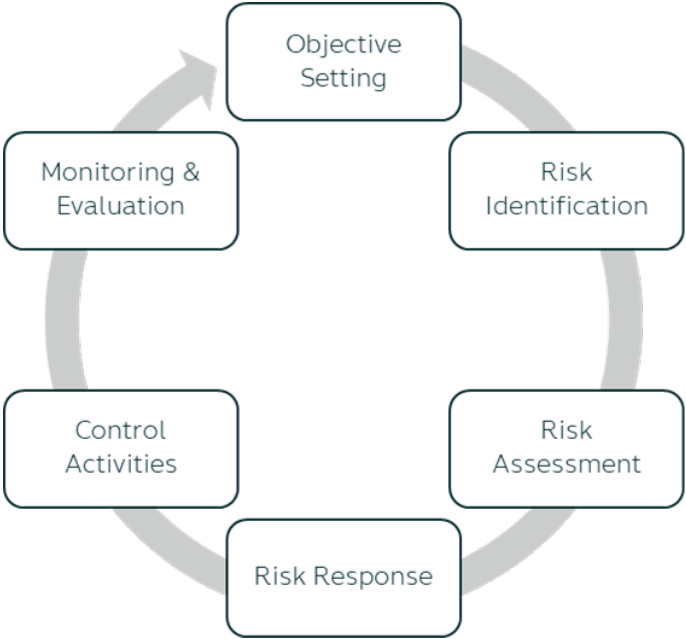 Objective
Setting
Risk
Identification
Risk
Assessment
Risk Response
Control
Activities
Monitoring &
Evaluation